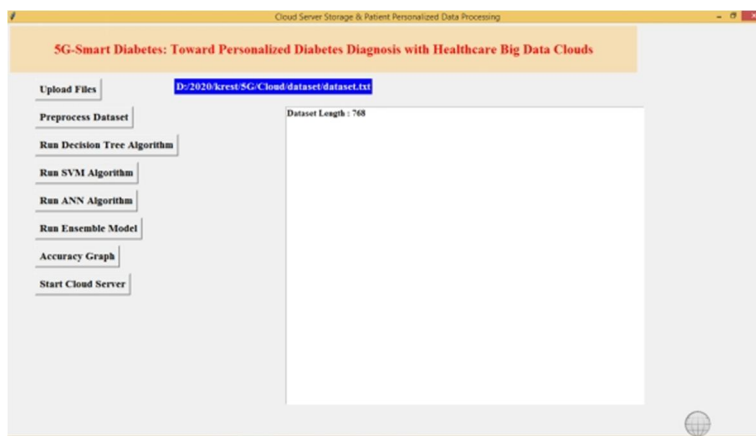 Cloud Server Storage & Patient Personalized Data Processing
5G-Smart Diabetes: Toward Personalized Diabetes Diagnosis with Healthcare Big Data Clouds
Upload Files
D:/2020/krest/5G/Cloud/dataset/dataset.txt
Preprocess Dataset
Dataset Length : 768
Run Decision Tree Algorithm
Run SVM Algorithm
Run ANN Algorithm
Run Ensemble Model
Accuracy Graph
Start Cloud Server